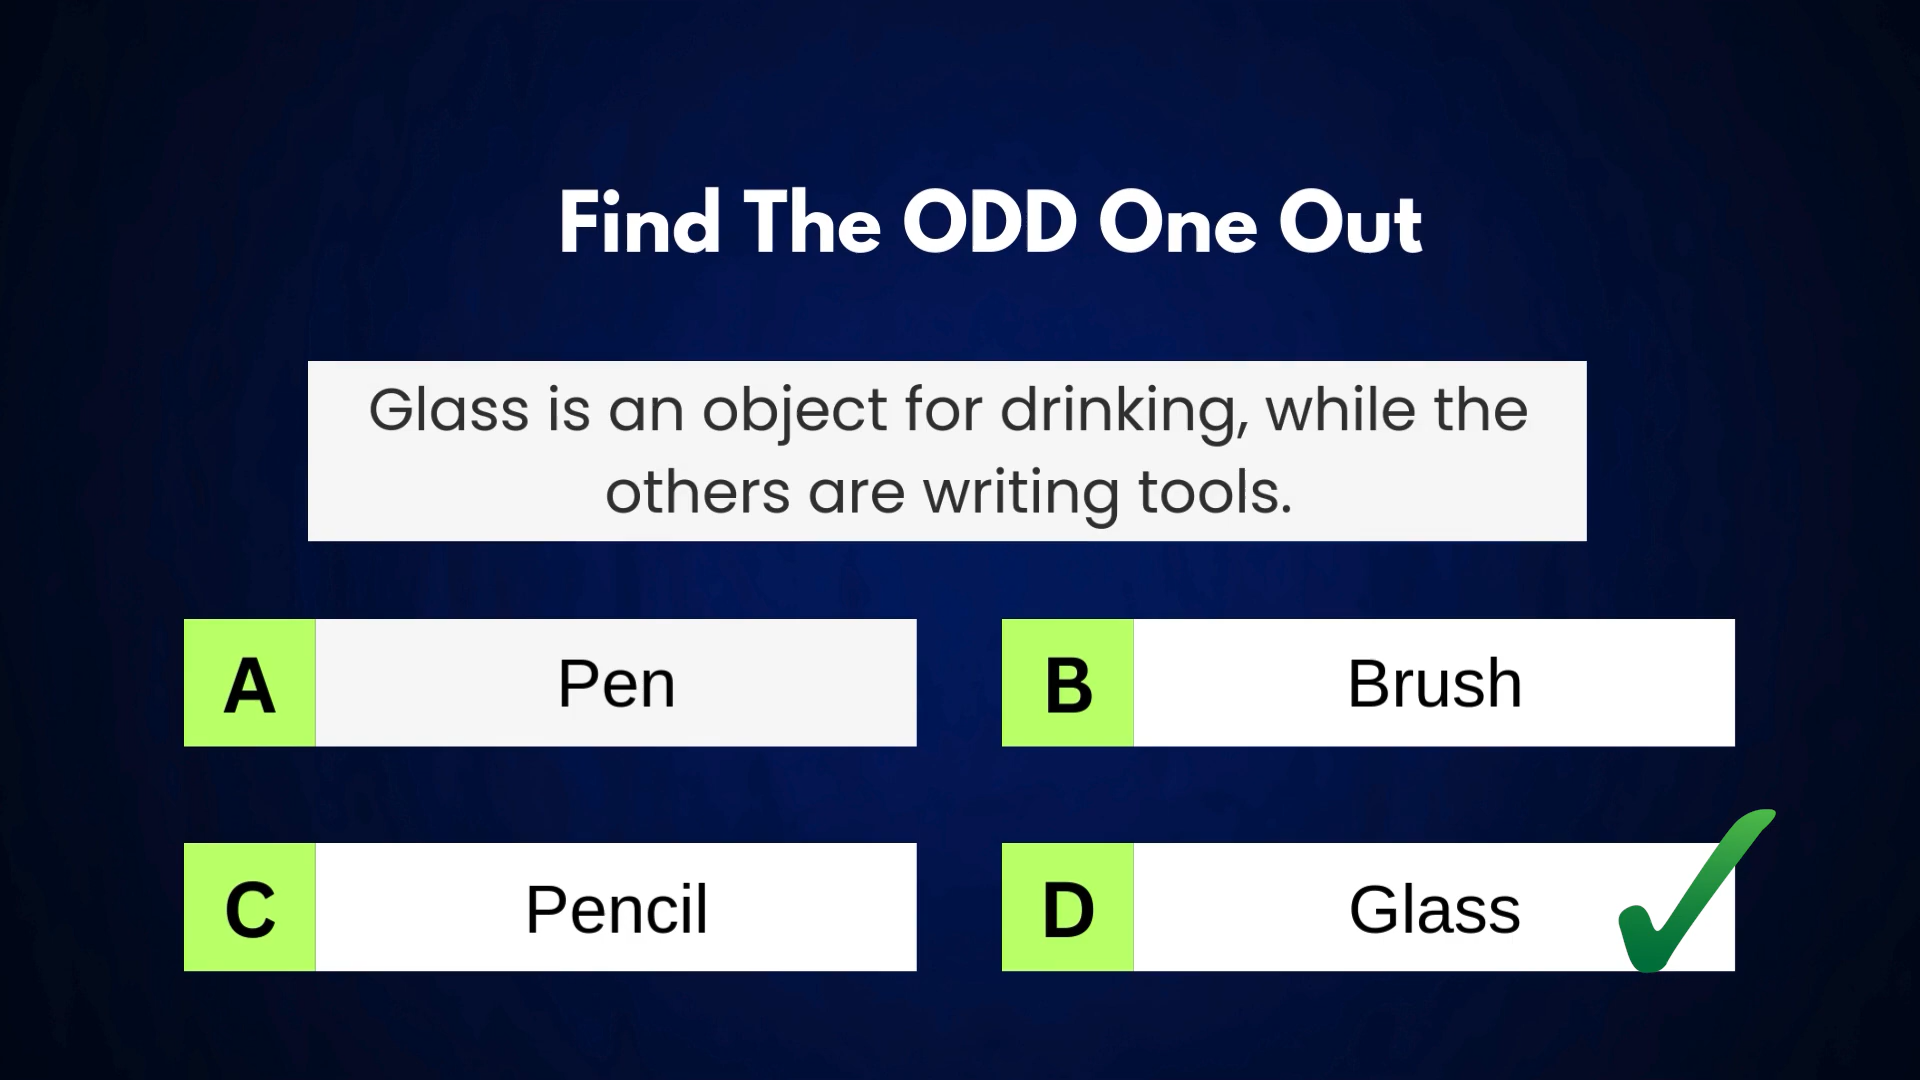 Find The ODD One Out
Glass is an object for drinking, while the
others are writing tools.
A Pen
B Brush
C Pencil
D Glass